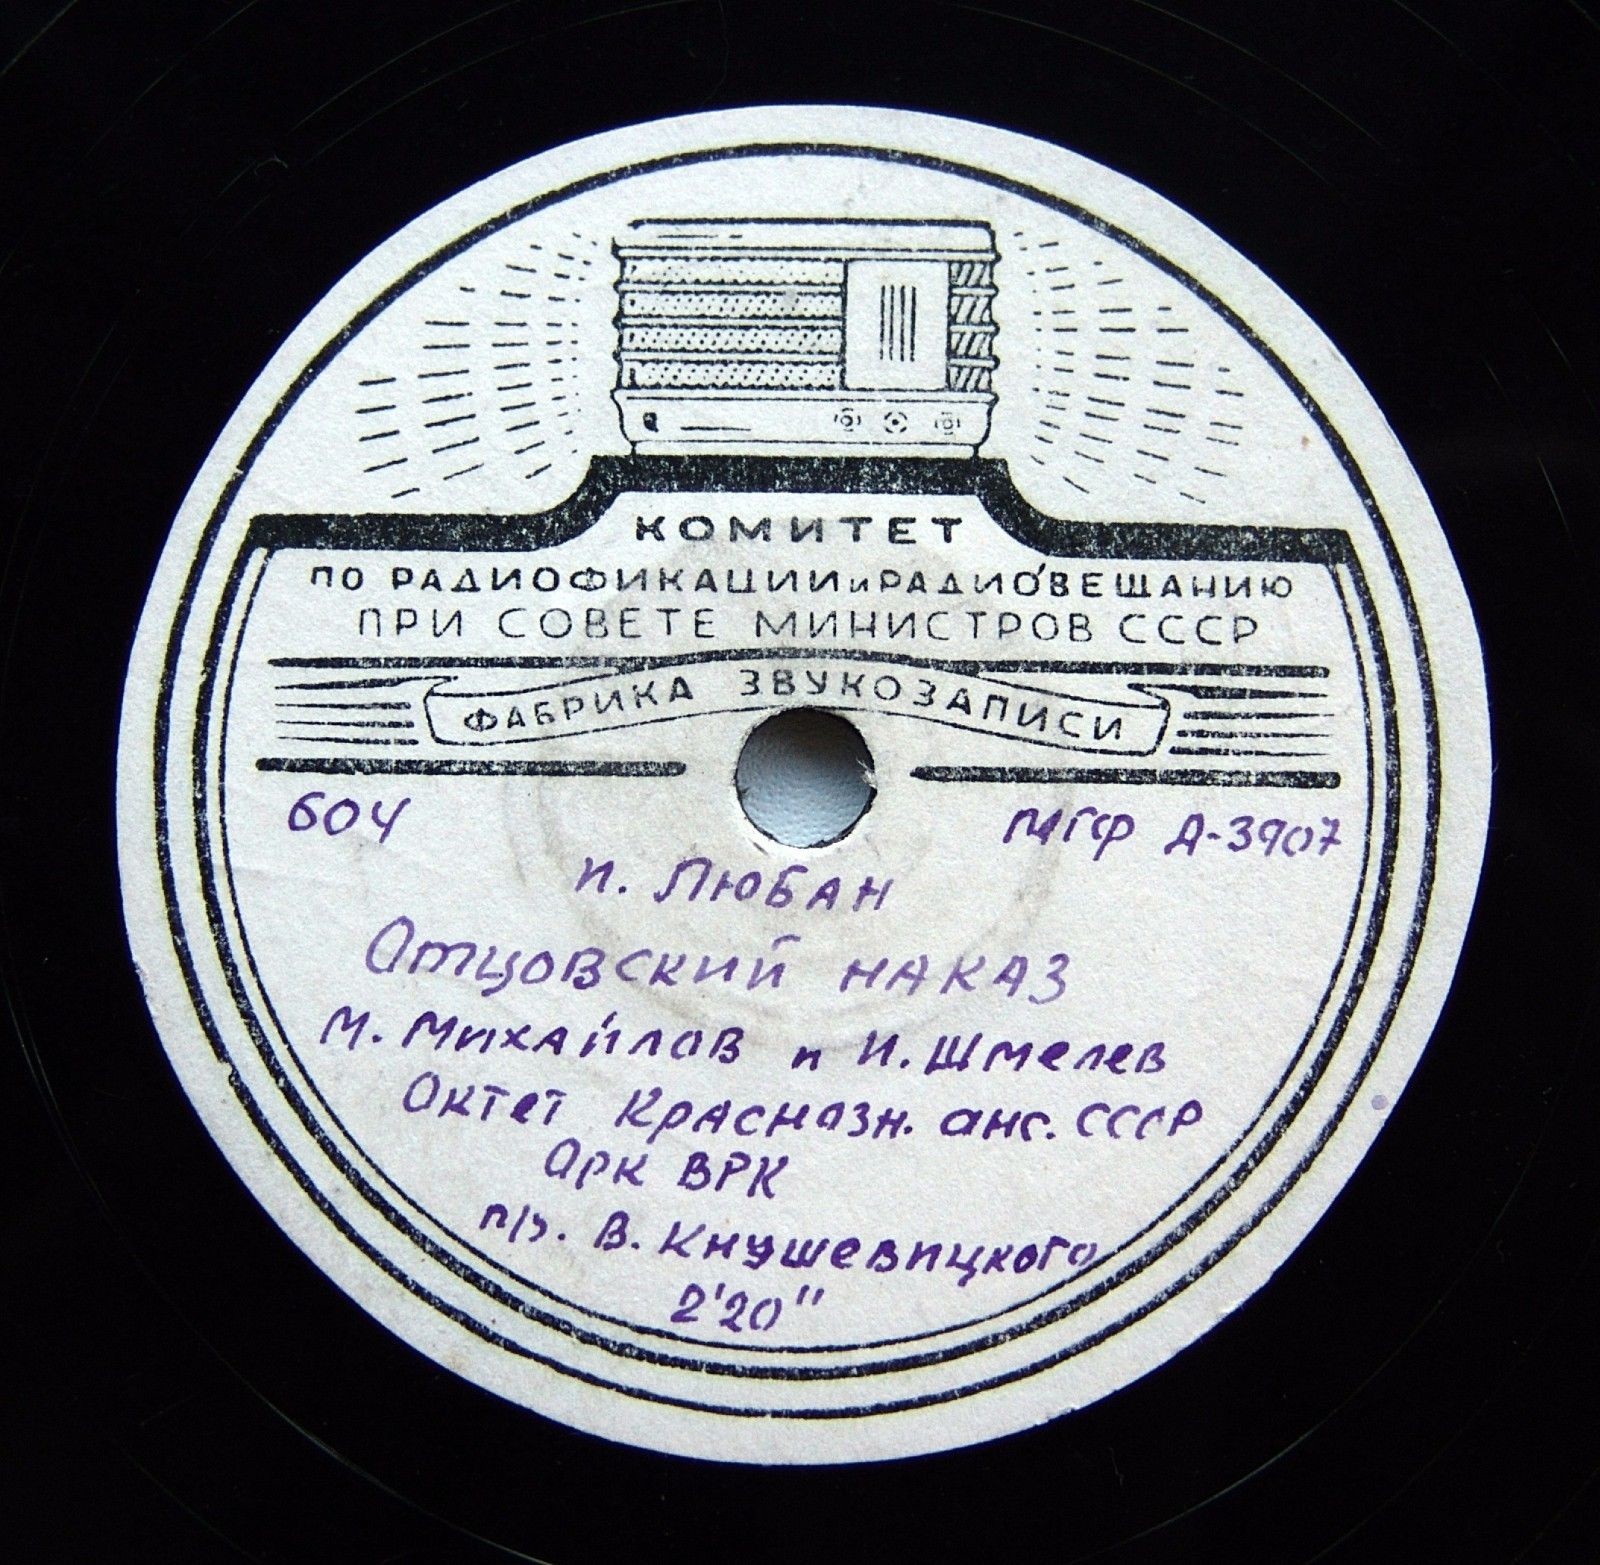 КОМИТЕТ
ПО РАДИОФИКАЦИИ и РАДИОВЕЩАНИЮ
ПРИ СОВЕТЕ МИНИСТРОВ СССР
ФАБРИКА ЗВУКОЗАПИСИ
604 МГФ А-3907
И. ЛЮБАН
Отцовский наказ
М. Михайлов и И. Шмелев
Октет Краснозн. анс. СССР
Орк ВРК
п/у. В. Кнушевицкого
2'20"